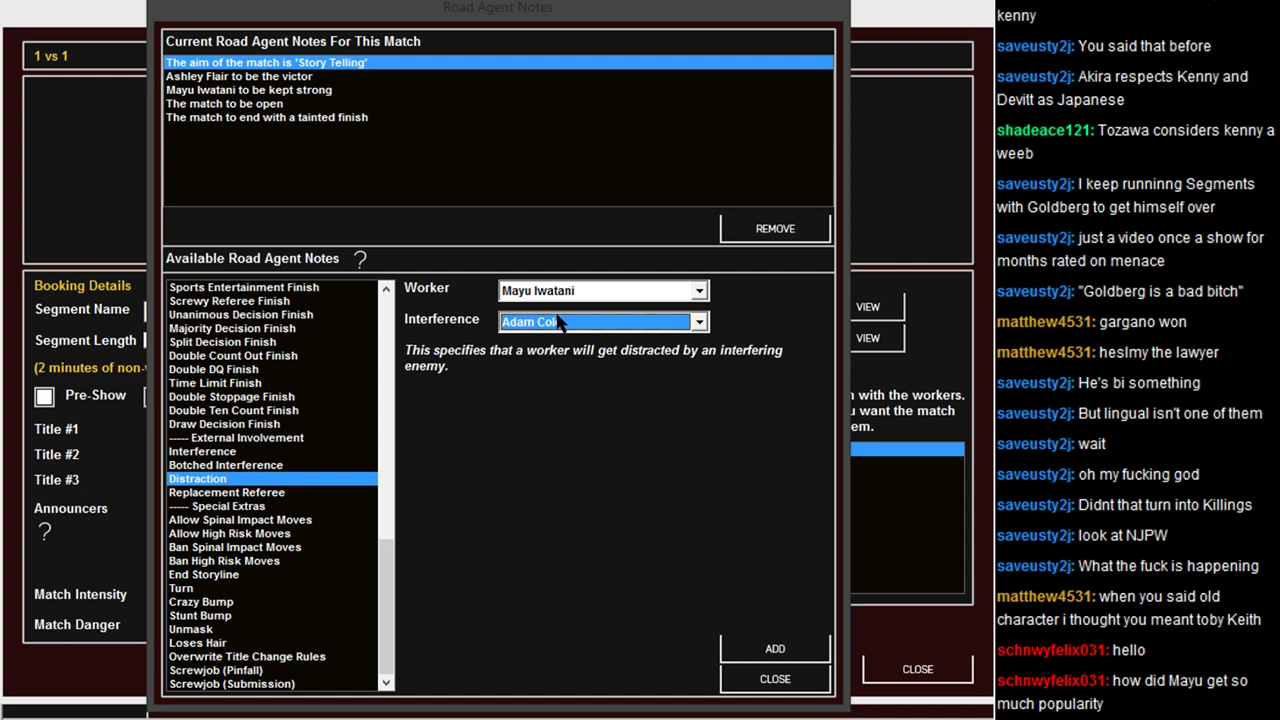 Road Agent Notes
1 vs 1
Current Road Agent Notes For This Match
The aim of the match is 'Story Telling'
Ashley Flair to be the victor
Mayu Iwatani to be kept strong
The match to be open
The match to end with a tainted finish
REMOVE
Available Road Agent Notes ?
Sports Entertainment Finish
Screwy Referee Finish
Unanimous Decision Finish
Majority Decision Finish
Split Decision Finish
Double Count Out Finish
Double DQ Finish
Time Limit Finish
Double Stoppage Finish
Double Ten Count Finish
Draw Decision Finish
----- External Involvement
Interference
Botched Interference
Distraction
Replacement Referee
----- Special Extras
Allow Spinal Impact Moves
Allow High Risk Moves
Ban Spinal Impact Moves
Ban High Risk Moves
End Storyline
Turn
Crazy Bump
Stunt Bump
Unmask
Loses Hair
Overwrite Title Change Rules
Screwjob (Pinfall)
Screwjob (Submission)
Worker Mayu Iwatani
Interference Adam Col
This specifies that a worker will get distracted by an interfering
enemy.
ADD
CLOSE
Booking Details
Segment Name
Segment Length
(2 minutes of non-
Pre-Show
Title #1
Title #2
Title #3
Announcers
?
Match Intensity
Match Danger
VIEW
VIEW
with the workers.
want the match
em.
CLOSE
kenny
saveusty2j: You said that before
saveusty2j: Akira respects Kenny and
Devitt as Japanese
shadeace121: Tozawa considers kenny a
weeb
saveusty2j: I keep runninng Segments
with Goldberg to get himself over
saveusty2j: just a video once a show for
months rated on menace
saveusty2j: "Goldberg is a bad bitch"
matthew4531: gargano won
matthew4531: heslmy the lawyer
saveusty2j: He's bi something
saveusty2j: But lingual isn't one of them
saveusty2j: wait
saveusty2j: oh my fucking god
saveusty2j: Didnt that turn into Killings
saveusty2j: look at NJPW
saveusty2j: What the fuck is happening
matthew4531: when you said old
character i thought you meant toby Keith
schnwyfelix031: hello
schnwyfelix031: how did Mayu get so
much popularity